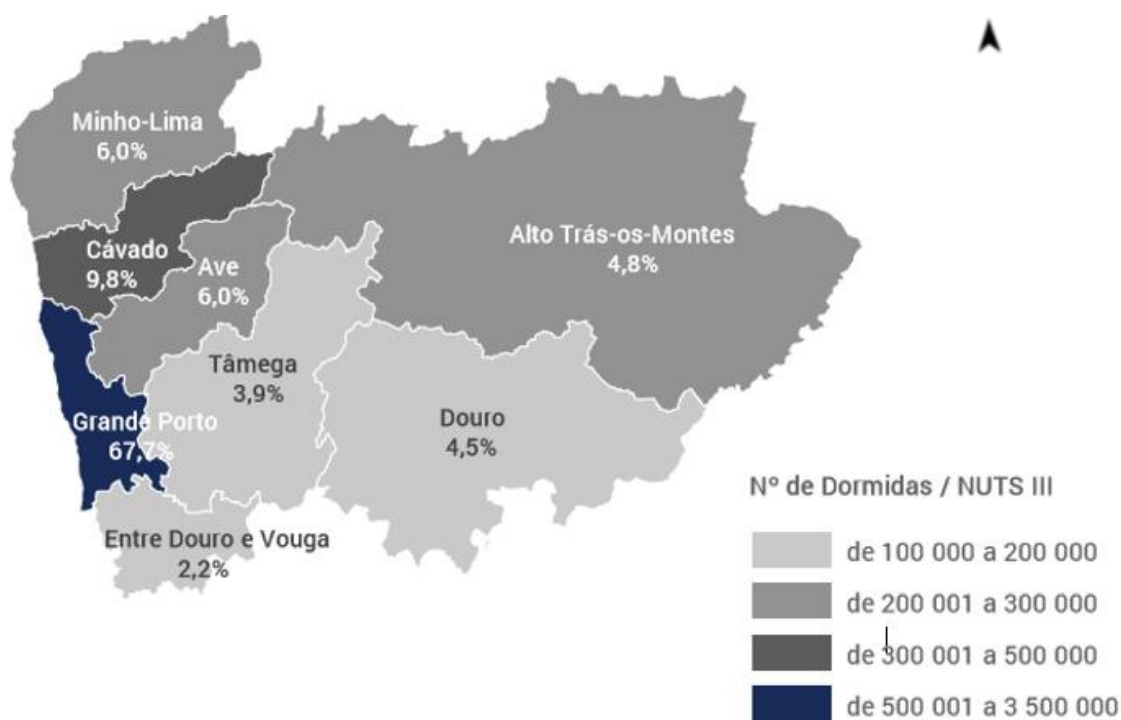 Minho-Lima
6,0%
Cávado
9,8%
Ave
6,0%
Alto Trás-os-Montes
4,8%
Tâmega
3,9%
Grande Porto
67,7%
Douro
4,5%
Entre Douro e Vouga
2,2%
Nº de Dormidas / NUTS III
de 100 000 a 200 000
de 200 001 a 300 000
de 300 001 a 500 000
de 500 001 a 3 500 000